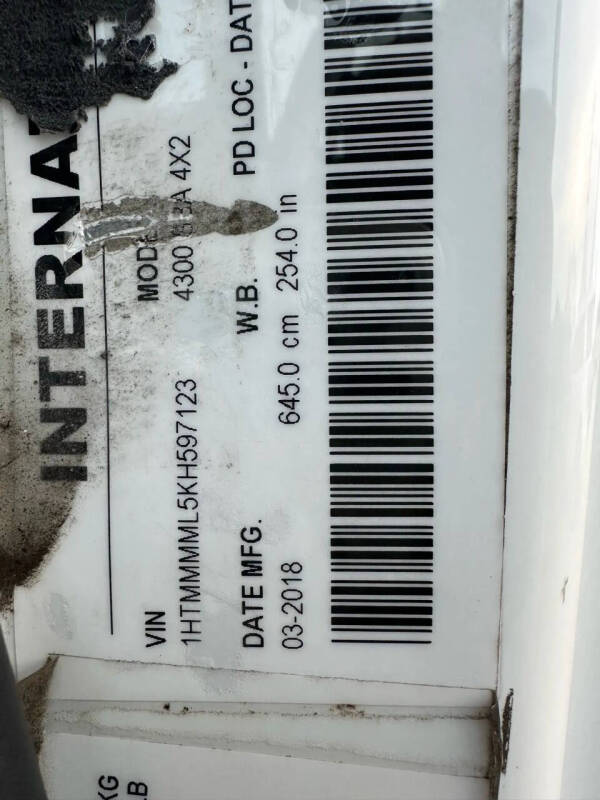 INTERNA
VIN MODE
1HTMMMML5KH597123 4300 4X2
DATE MFG. W.B. PD LOC - DAT
03-2018 645.0 cm 254.0 in
KG
LB